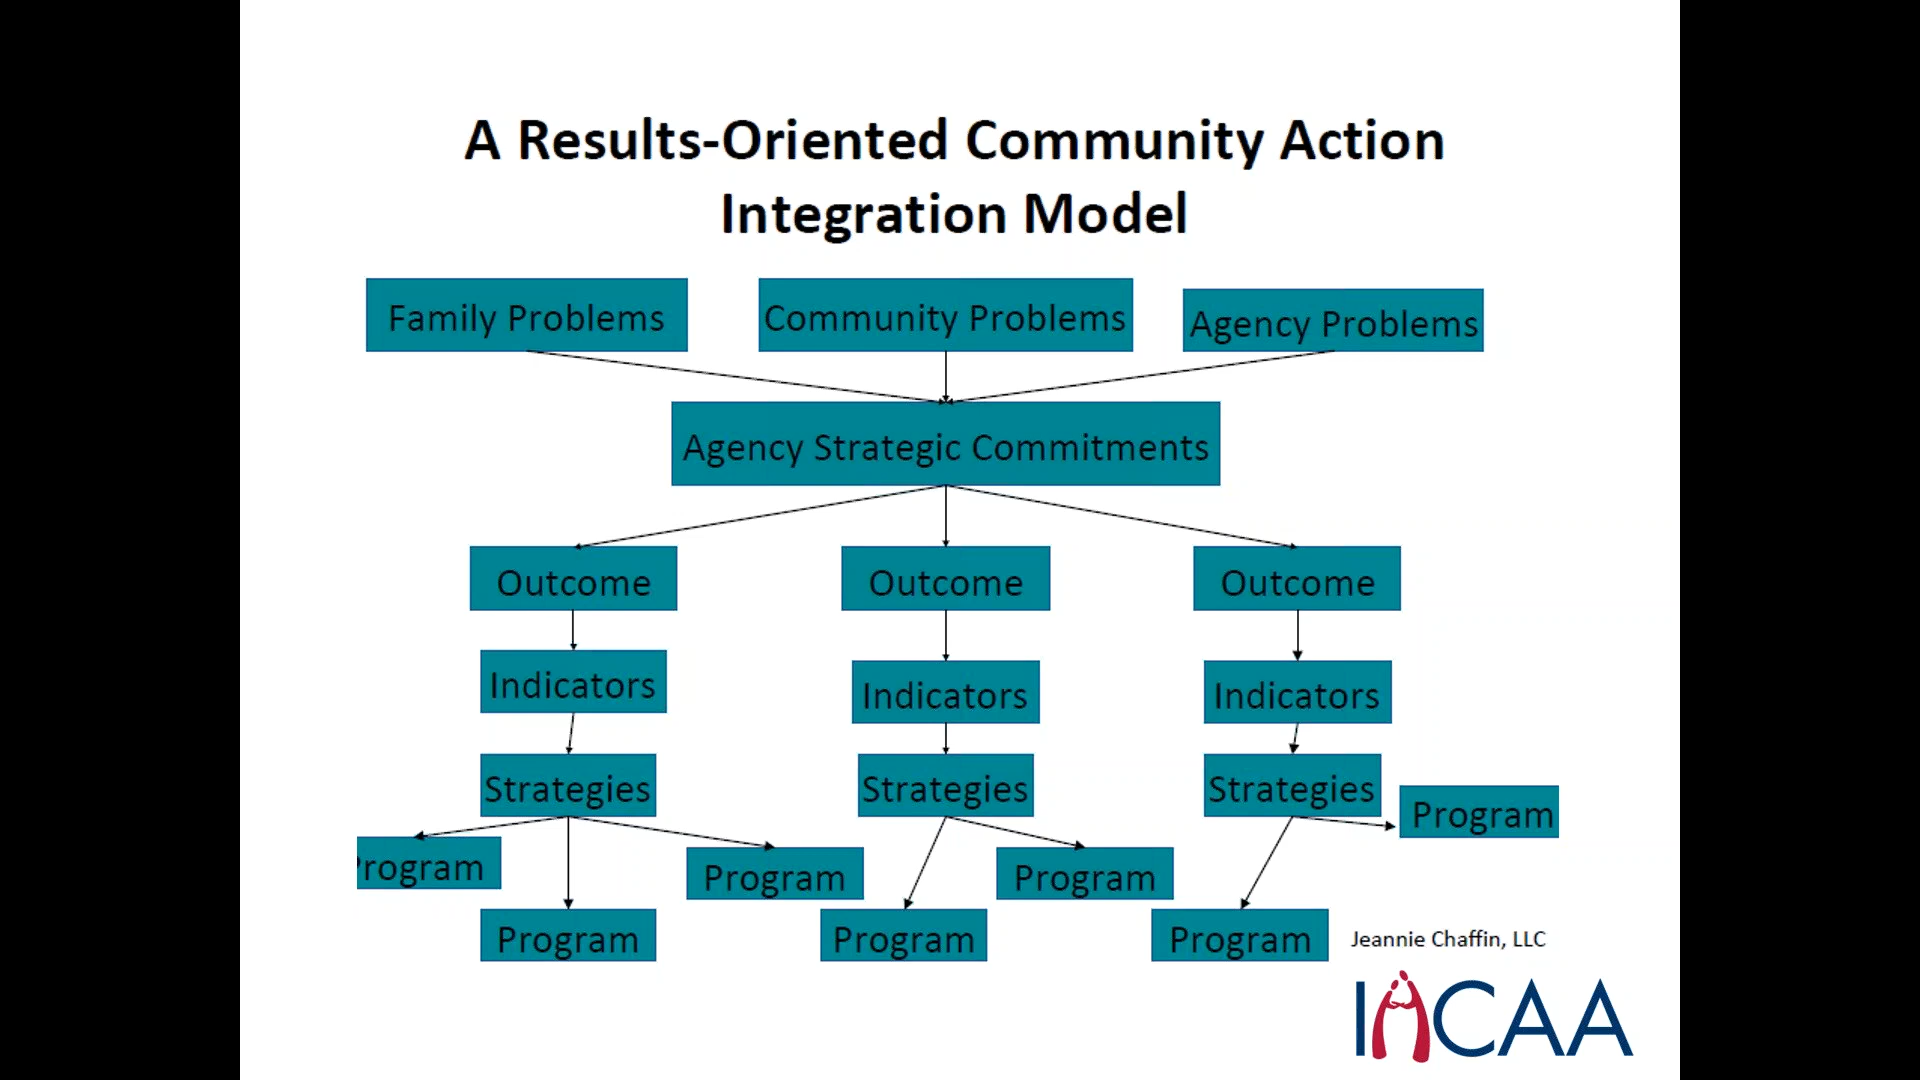 A Results-Oriented Community Action
Integration Model
Family Problems
Community Problems
Agency Problems
Agency Strategic Commitments
Outcome
Outcome
Outcome
Indicators
Indicators
Indicators
Strategies
Strategies
Strategies
Program
rogram
Program
Program
Program
Program
Program
Jeannie Chaffin, LLC
INCAA